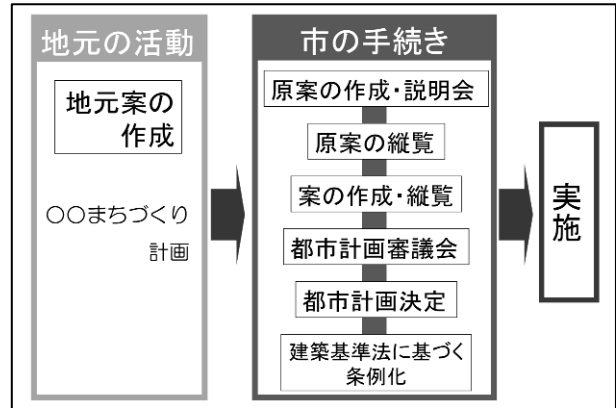 地元の活動
地元案の
作成
○○まちづくり
計画
市の手続き
原案の作成・説明会
原案の縦覧
案の作成・縦覧
都市計画審議会
都市計画決定
建築基準法に基づく
条例化
実施